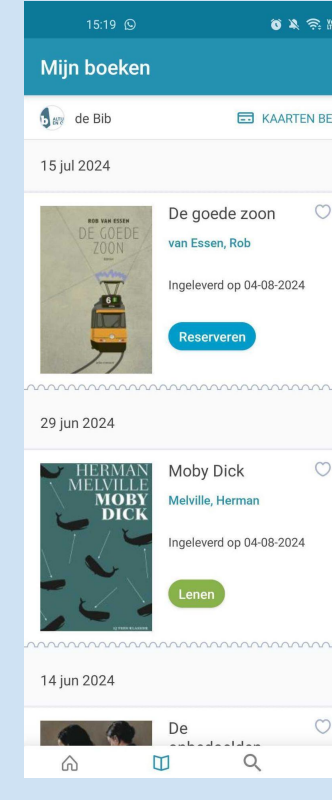 15:19
Mijn boeken
de Bib
KAARTEN BE
15 jul 2024
ROB VAN ESSEN
DE GOEDE
ZOON
De goede zoon
van Essen, Rob
Ingeleverd op 04-08-2024
Reserveren
29 jun 2024
HERMAN
MELVILLE
MOBY
DICK
Moby Dick
Melville, Herman
Ingeleverd op 04-08-2024
Lenen
14 jun 2024
De